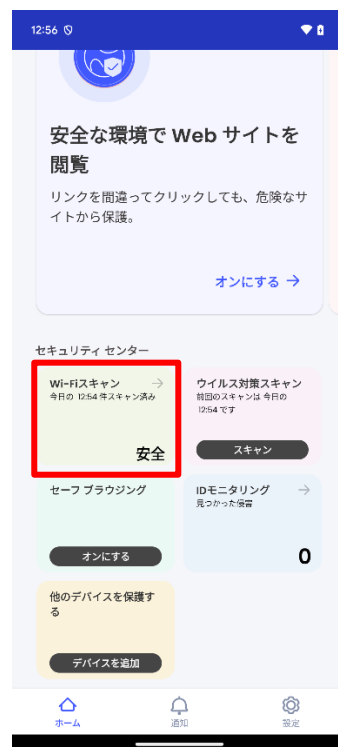 12:56
安全な環境で Web サイトを
閲覧
リンクを間違ってクリックしても、危険なサ
イトから保護。
オンにする →
セキュリティ センター
Wi-Fiスキャン →
今日の 12:54 件スキャン済み
安全
ウイルス対策スキャン
前回のスキャンは 今日の
12:54 です
スキャン
セーフ ブラウジング
オンにする
IDモニタリング →
見つかった侵害
0
他のデバイスを保護す
る
デバイスを追加
ホーム
通知
設定